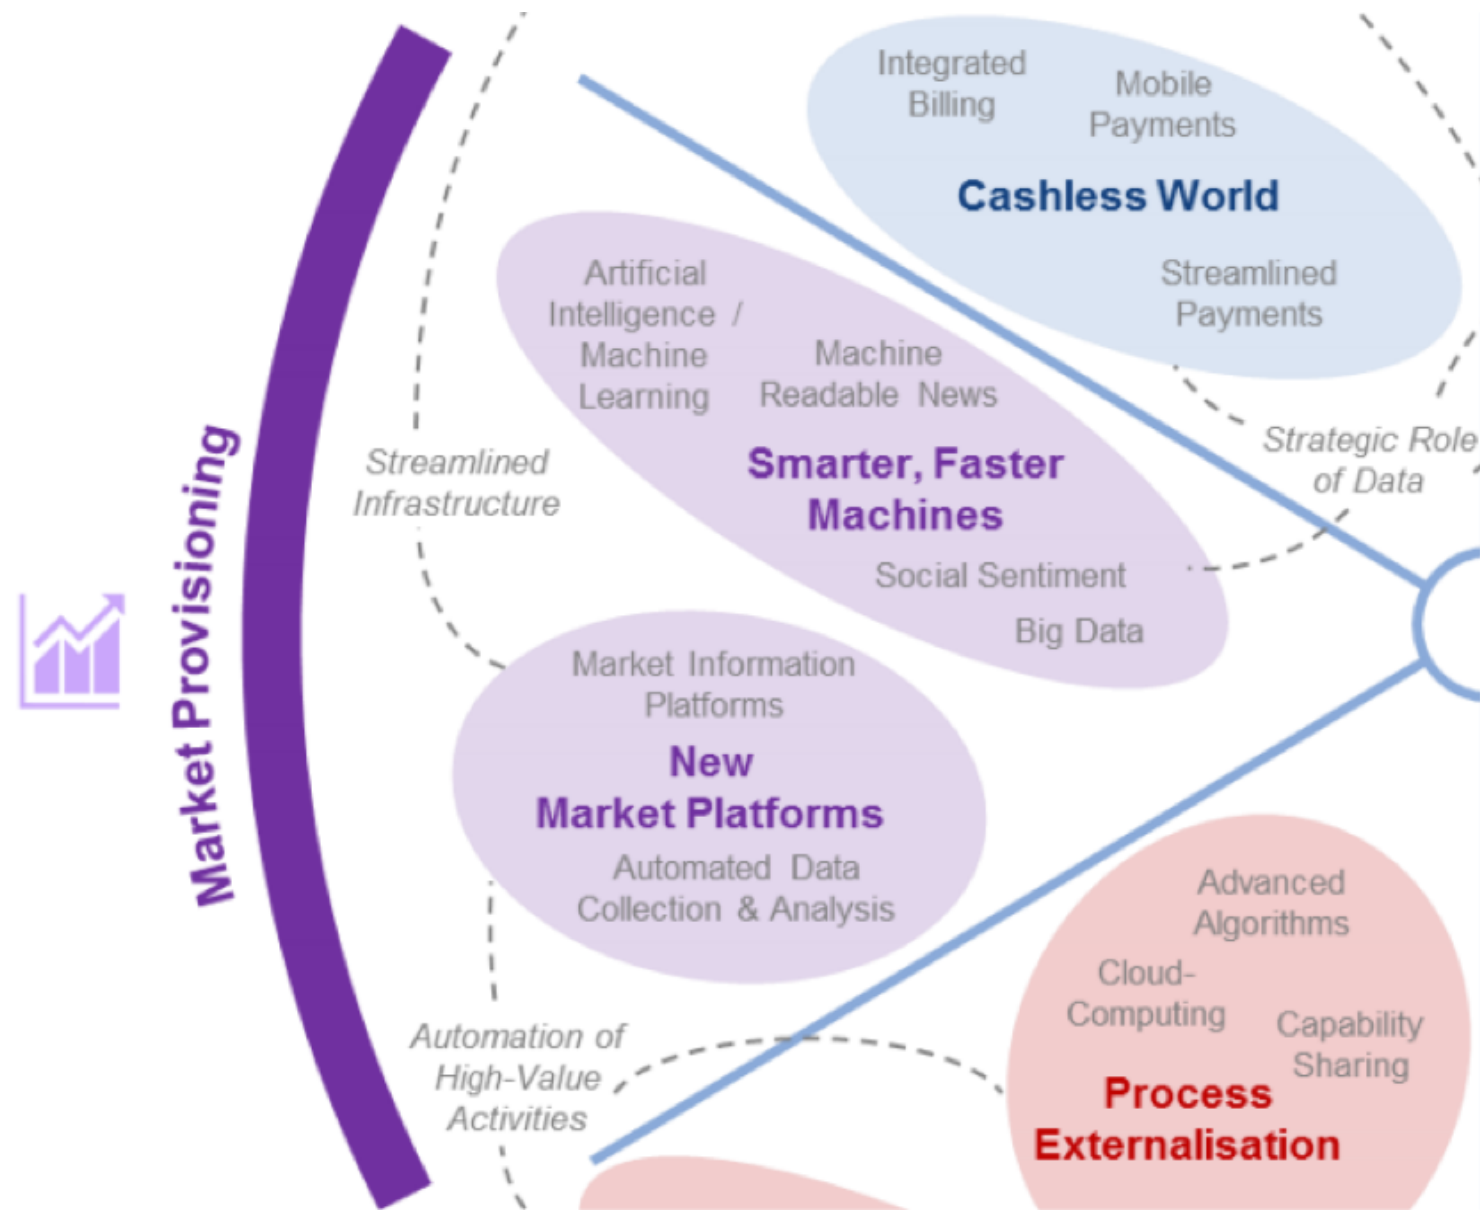 Integrated
Billing
Mobile
Payments
Cashless World
Streamlined
Payments
Artificial
Intelligence /
Machine
Learning
Machine
Readable News
Smarter, Faster
Machines
Social Sentiment
Big Data
Strategic Role
of Data
Streamlined
Infrastructure
Market Provisioning
Market Information
Platforms
New
Market Platforms
Automated Data
Collection & Analysis
Automation of
High-Value
Activities
Advanced
Algorithms
Cloud-
Computing
Capability
Sharing
Process
Externalisation